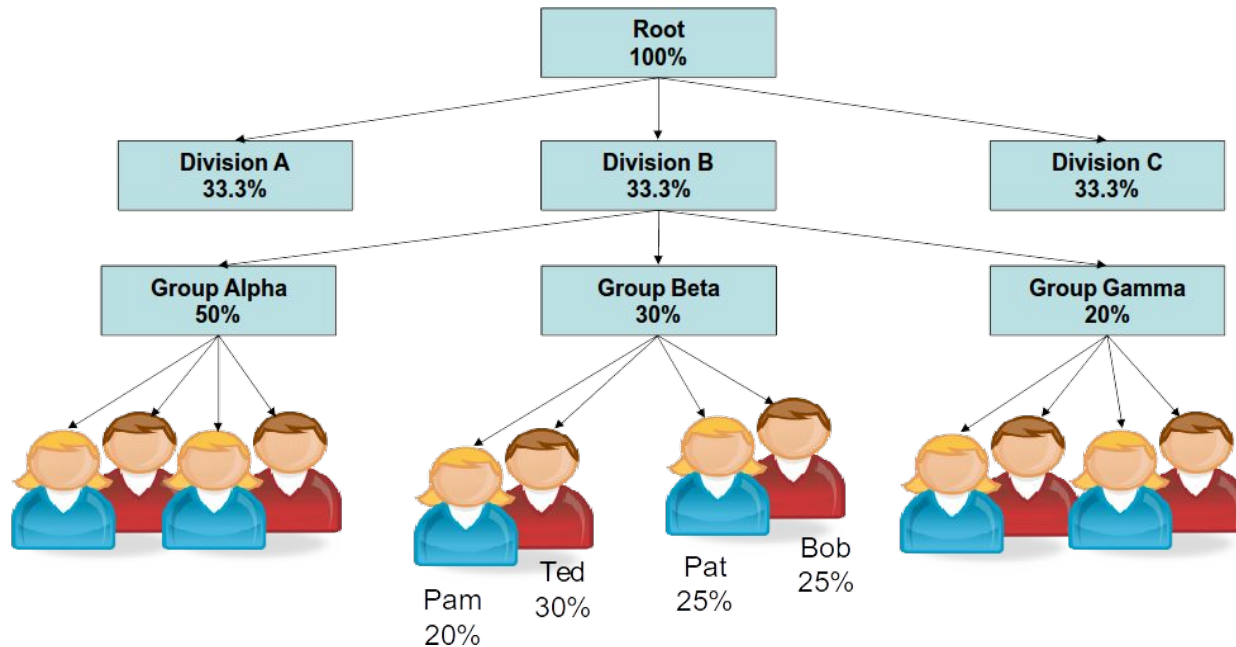 Root
100%
Division A
33.3%
Division B
33.3%
Division C
33.3%
Group Alpha
50%
Group Beta
30%
Group Gamma
20%
Pam
20%
Ted
30%
Pat
25%
Bob
25%